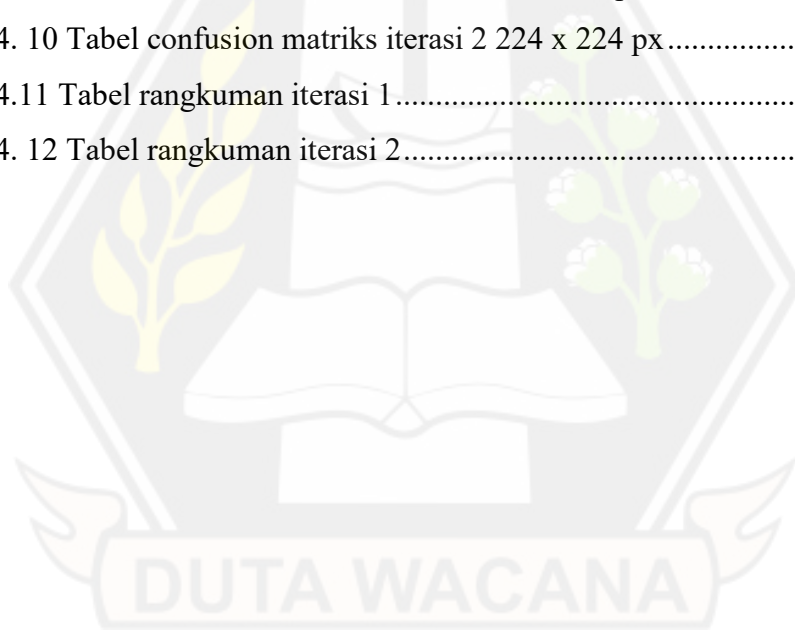 4. 10 Tabel confusion matriks iterasi 2 224 x 224 px................
4.11 Tabel rangkuman iterasi 1..................................................
4. 12 Tabel rangkuman iterasi 2.................................................
DUTA WACANA